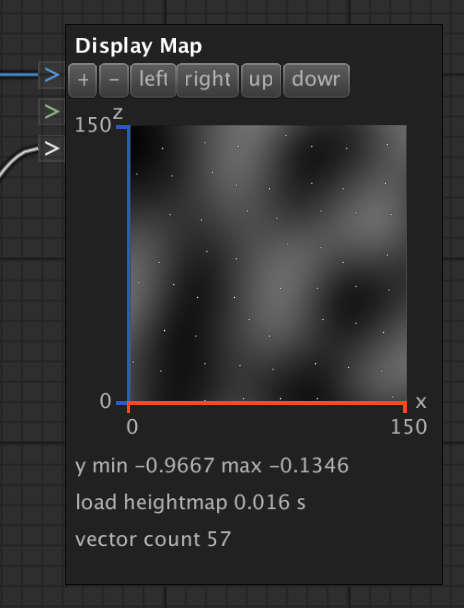 Display Map
+ - left right up dowr
z
150
0
x
0 150
y min -0.9667 max -0.1346
load heightmap 0.016 s
vector count 57